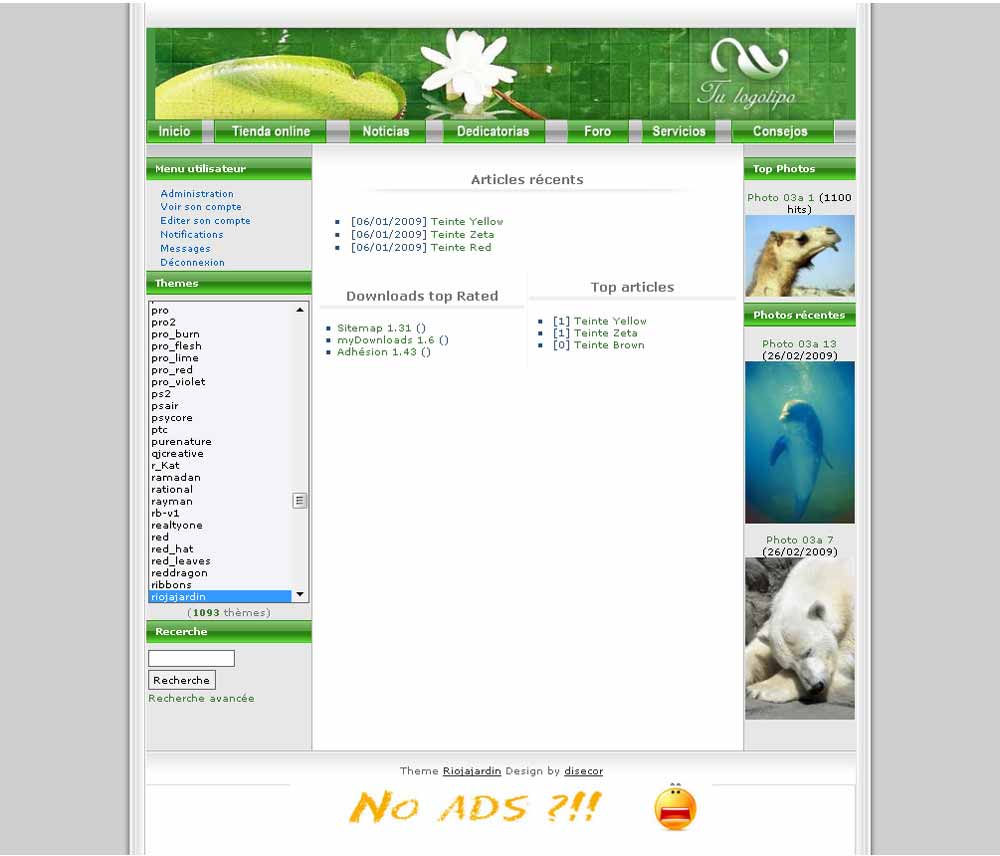 Tu logotipo
Inicio Tienda online Noticias Dedicatorias Foro Servicios Consejos
Menu utilisateur
Administration
Voir son compte
Editer son compte
Notifications
Messages
Déconnexion
Themes
pro
pro2
pro_burn
pro_flesh
pro_lime
pro_red
pro_violet
ps2
psair
psycore
ptc
purenature
qjcreative
r_Kat
ramadan
rational
rayman
rb-v1
realtyone
red
red_hat
red_leaves
reddragon
ribbons
riojajardin
(1093 thèmes)
Recerche
Recherche
Recherche avancée
Articles récents
[06/01/2009] Teinte Yellow
[06/01/2009] Teinte Zeta
[06/01/2009] Teinte Red
Downloads top Rated
Sitemap 1.31 ()
myDownloads 1.6 ()
Adhésion 1.43 ()
Top articles
[1] Teinte Yellow
[1] Teinte Zeta
[0] Teinte Brown
Top Photos
Photo 03a 1 (1100
hits)
Photos récentes
Photo 03a 13
(26/02/2009)
Photo 03a 7
(26/02/2009)
Theme Riojajardin Design by disecor
No ADS ?!!